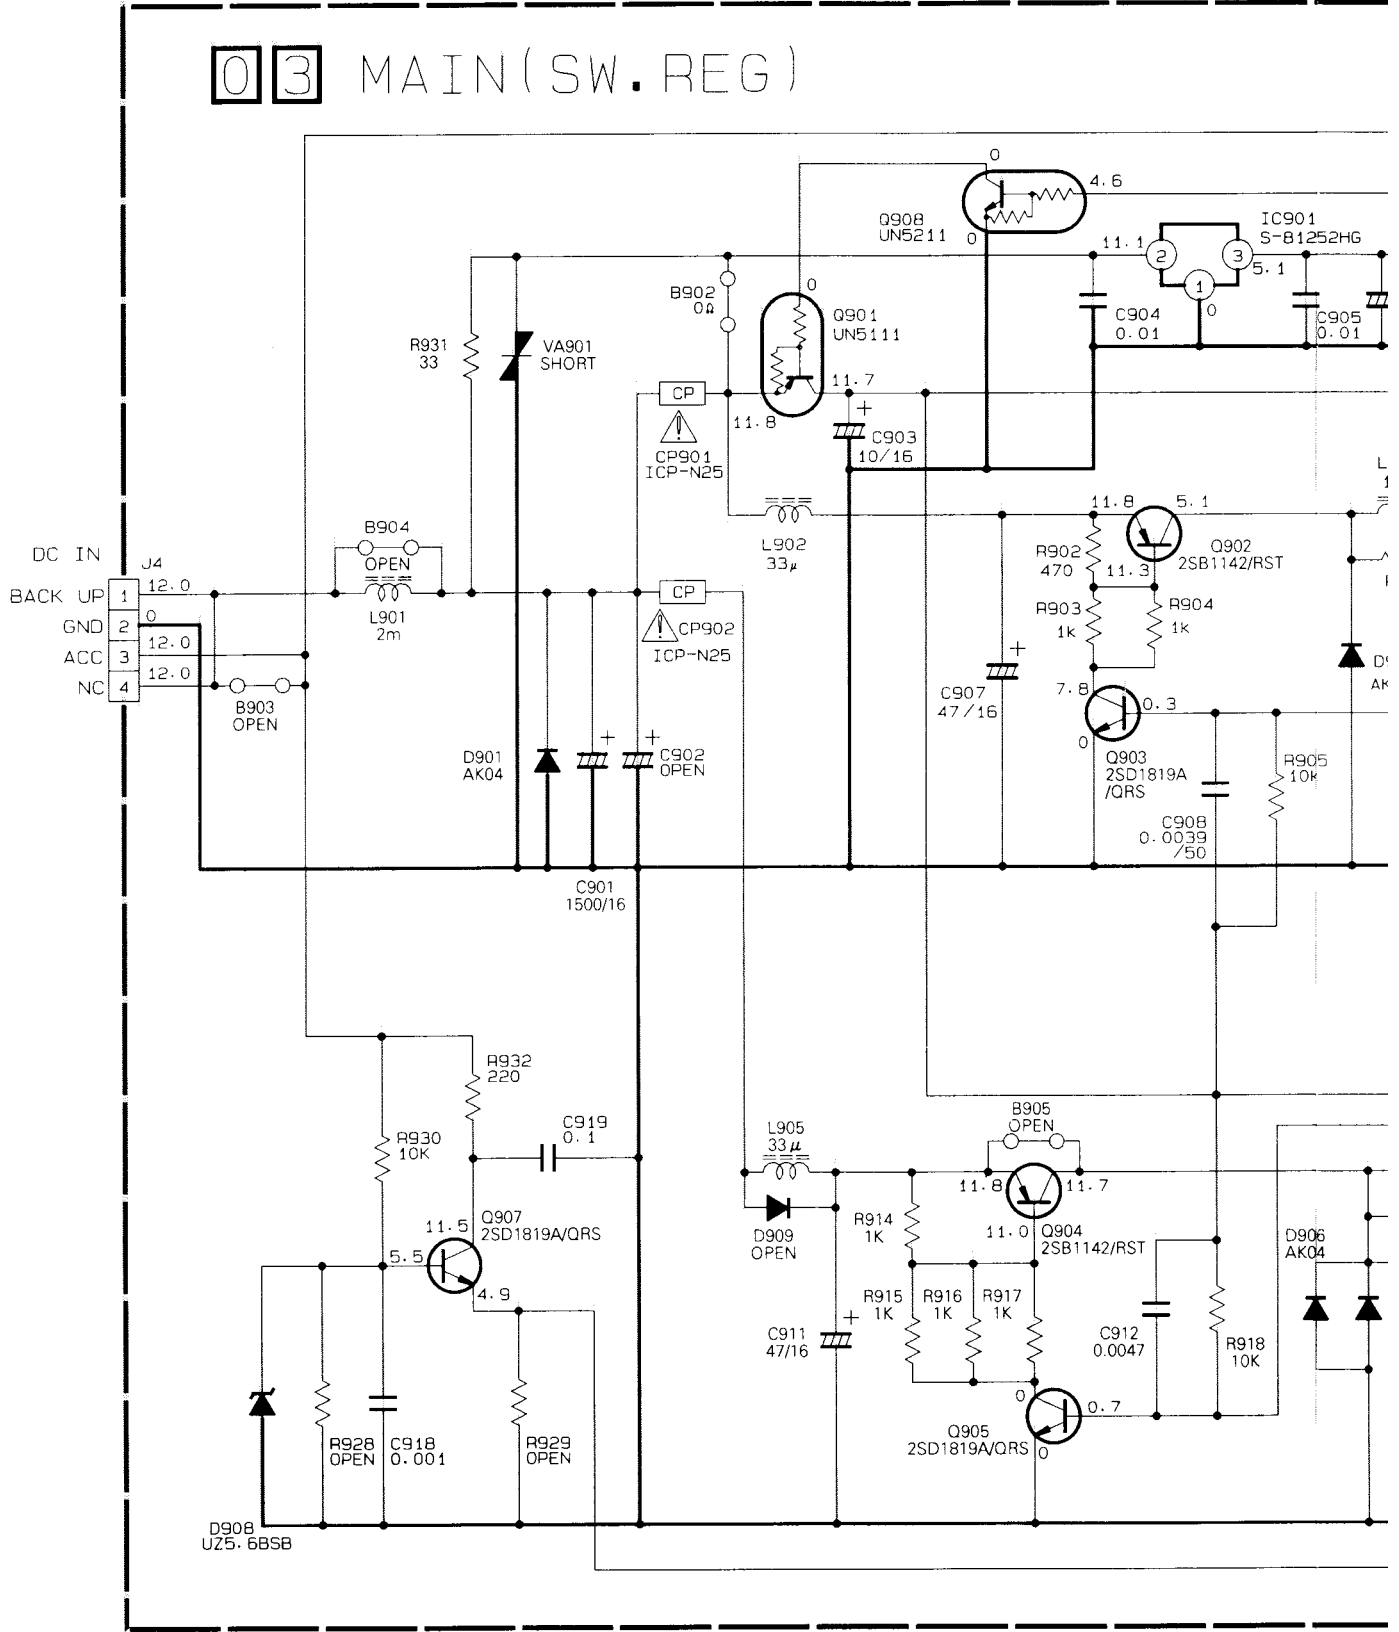 03 MAIN(SW.REG)
0
4.6
Q908
UN5211
0
IC901
S-81252HG
11.1
2
3
5.1
1
0
B902
0Ω
0
Q901
UN5111
C904
0.01
C905
0.01
R931
33
VA901
SHORT
11.7
CP
11.8
+
C903
10/16
CP901
ICP-N25
11.8
5.1
L902
33μ
R902
470
11.3
Q902
2SB1142/RST
B904
OPEN
DC IN
J4
BACK UP
1
12.0
L901
2m
CP
R903
1k
R904
1k
GND
2
0
CP902
ICP-N25
ACC
3
12.0
NC
4
12.0
B903
OPEN
+
C907
47/16
7.8
0.3
0
Q903
2SD1819A
/QRS
R905
10k
D901
AK04
+
+
C902
OPEN
C908
0.0039
/50
C901
1500/16
R932
220
C919
0.1
R930
10K
L905
33μ
B905
OPEN
11.8
11.7
11.5
Q907
2SD1819A/QRS
5.5
4.9
D909
OPEN
R914
1K
11.0
Q904
2SB1142/RST
D906
AK04
R915
1K
R916
1K
R917
1K
+
C911
47/16
C912
0.0047
R918
10K
0
0.7
Q905
2SD1819A/QRS
0
R928
OPEN
C918
0.001
R929
OPEN
D908
UZ5.6BSB